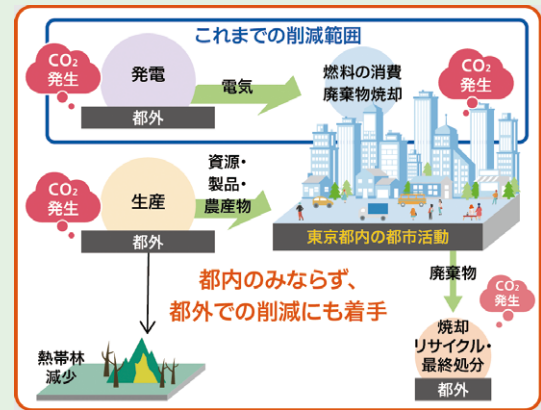 これまでの削減範囲
CO₂
発生
発電
都外
電気
燃料の消費
廃棄物焼却
CO₂
発生
CO₂
発生
生産
都外
資源・
製品・
農産物
東京都内の都市活動
都内のみならず、
都外での削減にも着手
廃棄物
CO₂
発生
熱帯林
減少
焼却
リサイクル・
最終処分
都外